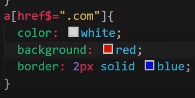 a[href$=".com"]{
color: white;
background: red;
border: 2px solid blue;
}